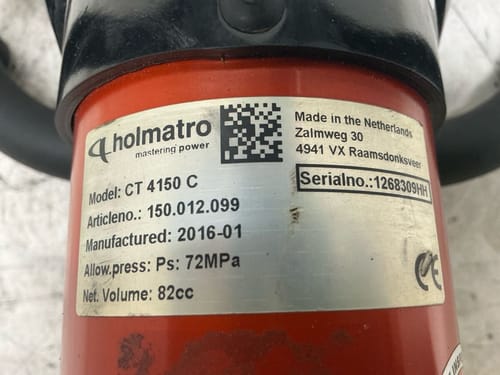 holmatro
mastering power
Made in the Netherlands
Zalmweg 30
4941 VX Raamsdonksveer
Model: CT 4150 C
Serialno.:1268309HH
Articleno.: 150.012.099
Manufactured: 2016-01
Allow.press: Ps: 72MPa
Net. Volume: 82cc
CE